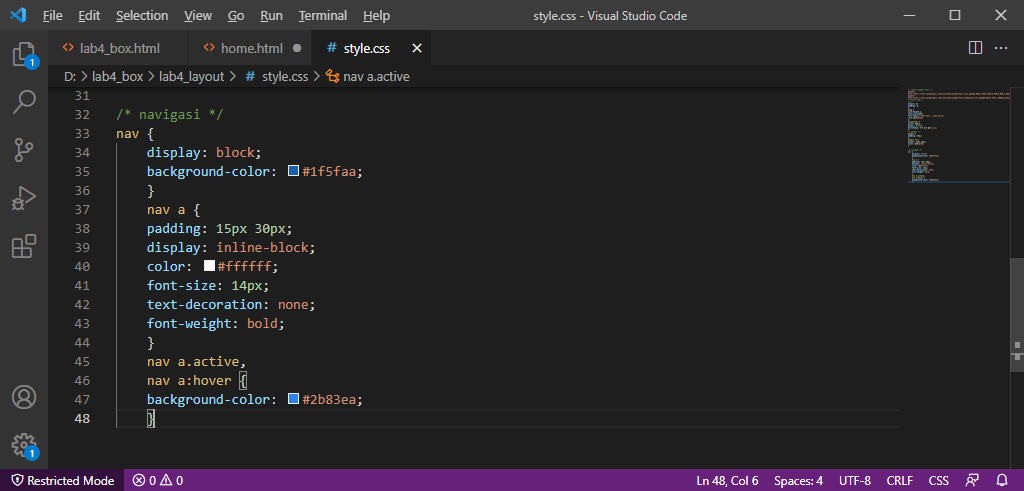 File Edit Selection View Go Run Terminal Help style.css - Visual Studio Code
lab4_box.html home.html # style.css
D: > lab4_box > lab4_layout > # style.css > nav a.active
31
32 /* navigasi */
33 nav {
34 display: block;
35 background-color: #1f5faa;
36 }
37 nav a {
38 padding: 15px 30px;
39 display: inline-block;
40 color: #ffffff;
41 font-size: 14px;
42 text-decoration: none;
43 font-weight: bold;
44 }
45 nav a.active,
46 nav a:hover {
47 background-color: #2b83ea;
48 }
1
1
Restricted Mode 0 0 Ln 48, Col 6 Spaces: 4 UTF-8 CRLF CSS